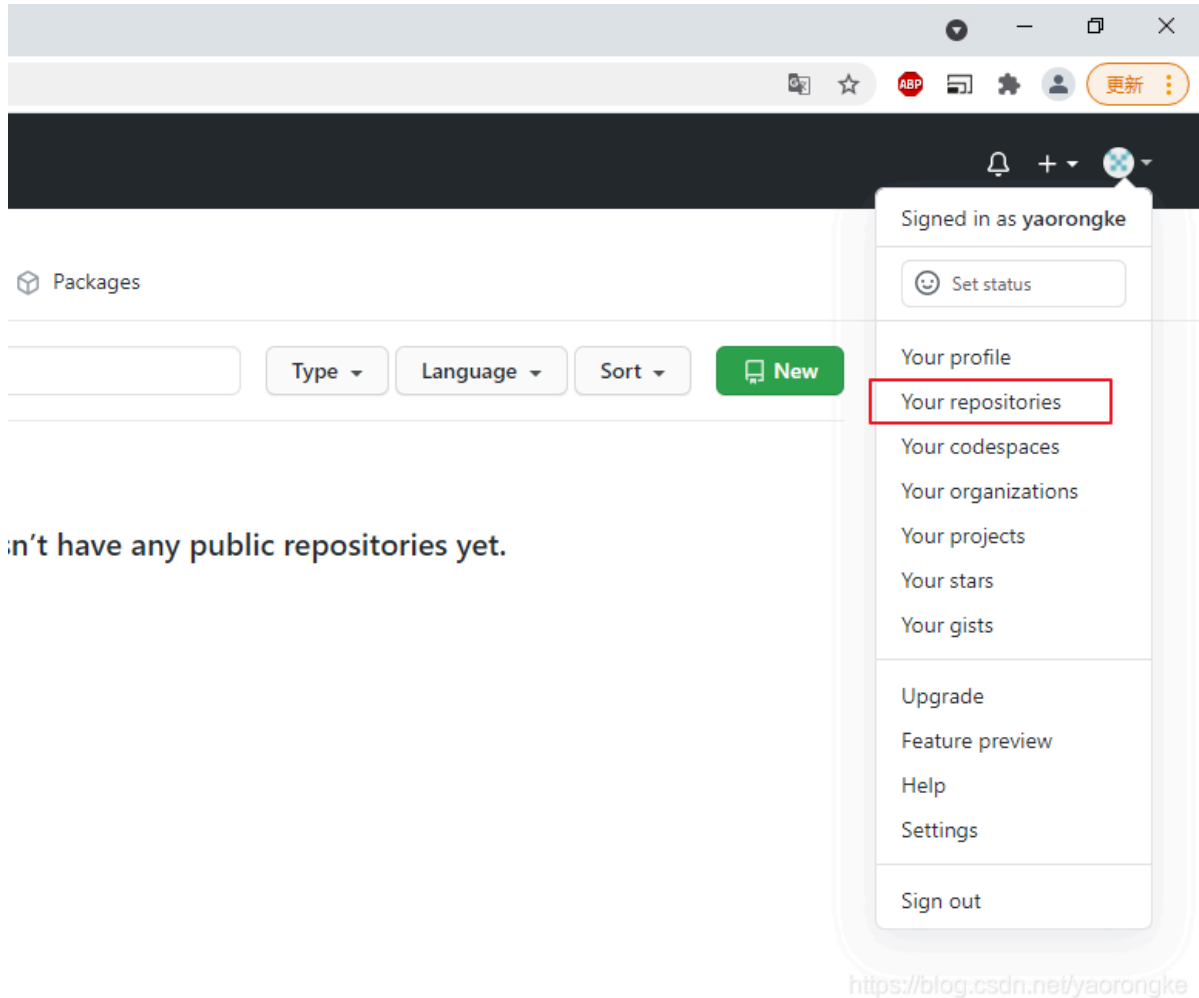 ABP
更新
Signed in as yaorongke
Set status
Packages
Type
Language
Sort
New
Your profile
Your repositories
Your codespaces
Your organizations
Your projects
Your stars
Your gists
n't have any public repositories yet.
Upgrade
Feature preview
Help
Settings
Sign out
https://blog.csdn.net/yaorongke